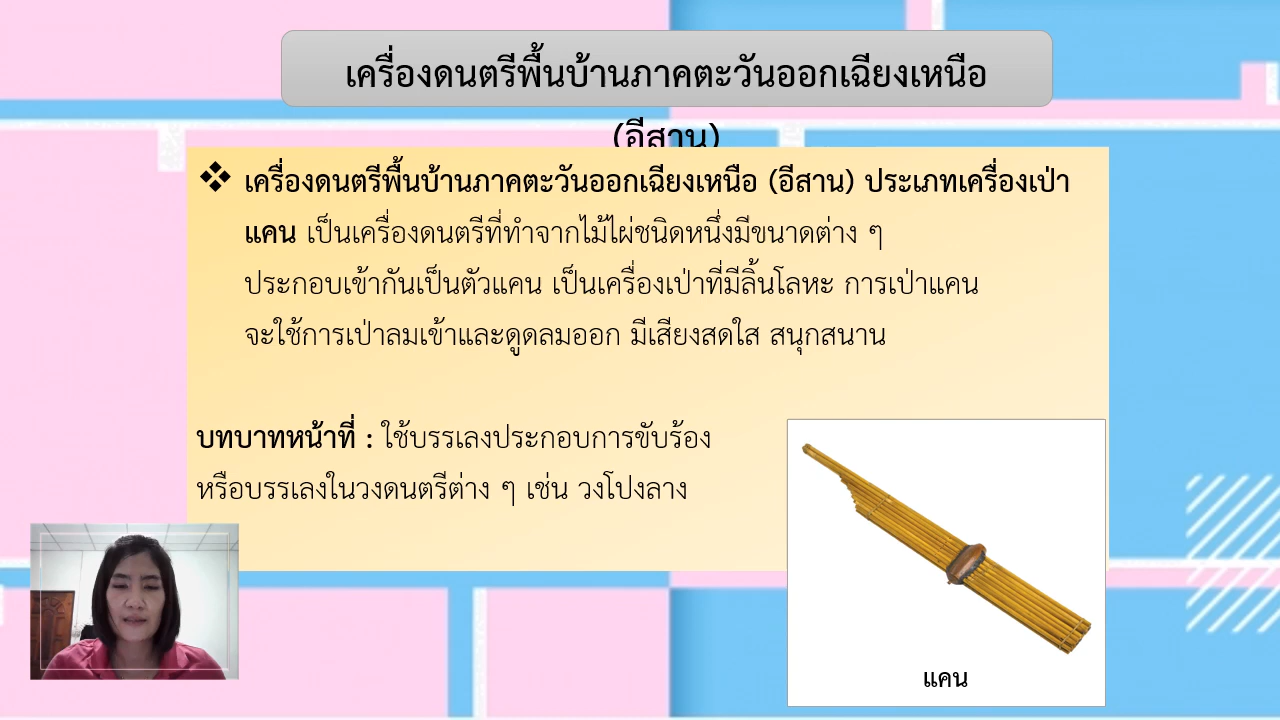 เครื่องดนตรีพื้นบ้านภาคตะวันออกเฉียงเหนือ
(อีสาน)
❖ เครื่องดนตรีพื้นบ้านภาคตะวันออกเฉียงเหนือ (อีสาน) ประเภทเครื่องเป่า
แคน เป็นเครื่องดนตรีที่ทำจากไม้ไผ่ชนิดหนึ่งมีขนาดต่าง ๆ
ประกอบเข้ากันเป็นตัวแคน เป็นเครื่องเป่าที่มีลิ้นโลหะ การเป่าแคน
จะใช้การเป่าลมเข้าและดูดลมออก มีเสียงสดใส สนุกสนาน
บทบาทหน้าที่ : ใช้บรรเลงประกอบการขับร้อง
หรือบรรเลงในวงดนตรีต่าง ๆ เช่น วงโปงลาง
แคน